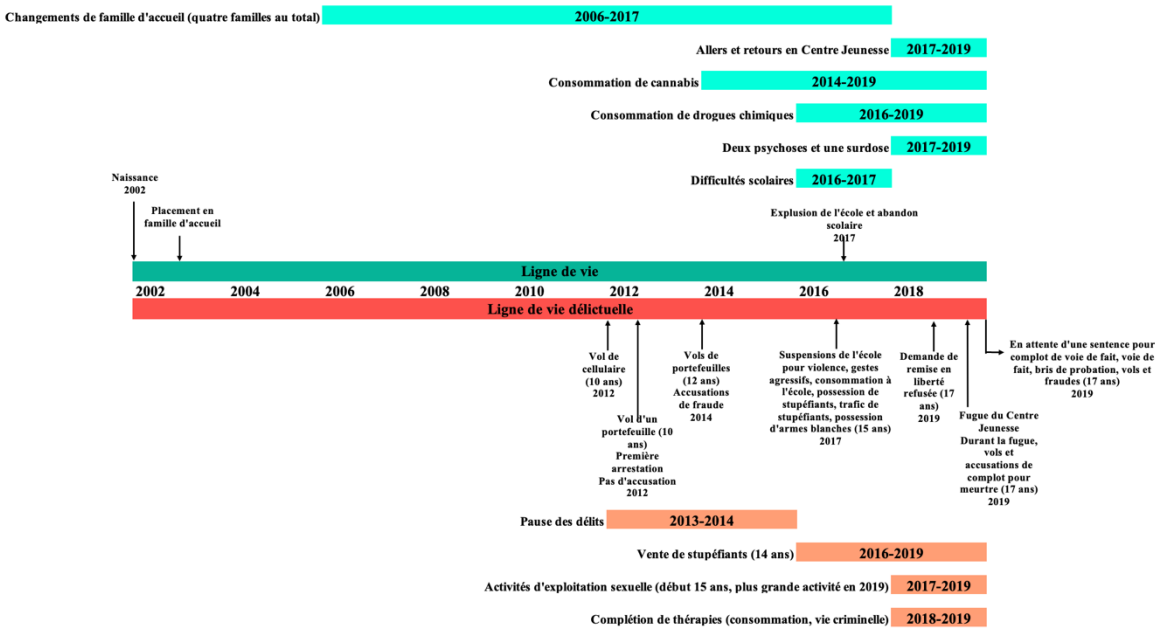 Changements de famille d'accueil (quatre familles au total)
2006-2017
Allers et retours en Centre Jeunesse
2017-2019
Consommation de cannabis
2014-2019
Consommation de drogues chimiques
2016-2019
Deux psychoses et une surdose
2017-2019
Difficultés scolaires
2016-2017
Naissance
2002
Placement en
famille d'accueil
Explusion de l'école et abandon
scolaire
2017
Ligne de vie
2002 2004 2006 2008 2010 2012 2014 2016 2018
Ligne de vie délictuelle
Vol de
cellulaire
(10 ans)
2012
Vol d'un
portefeuille (10
ans)
Première
arrestation
Pas d'accusation
2012
Vols de
portefeuilles
(12 ans)
Accusations
de fraude
2014
Suspensions de l'école
pour violence, gestes
agressifs, consommation à
l'école, possession de
stupéfiants, trafic de
stupéfiants, possession
d'armes blanches (15 ans)
2017
Demande de
remise en
liberté
refusée (17
ans)
2019
Fugue du Centre
Jeunesse
Durant la fugue,
vols et
accusations de
complot pour
meurtre (17 ans)
2019
En attente d'une sentence pour
complot de voie de fait, voie de
fait, bris de probation, vols et
fraudes (17 ans)
2019
Pause des délits
2013-2014
Vente de stupéfiants (14 ans)
2016-2019
Activités d'exploitation sexuelle (début 15 ans, plus grande activité en 2019)
2017-2019
Complétion de thérapies (consommation, vie criminelle)
2018-2019